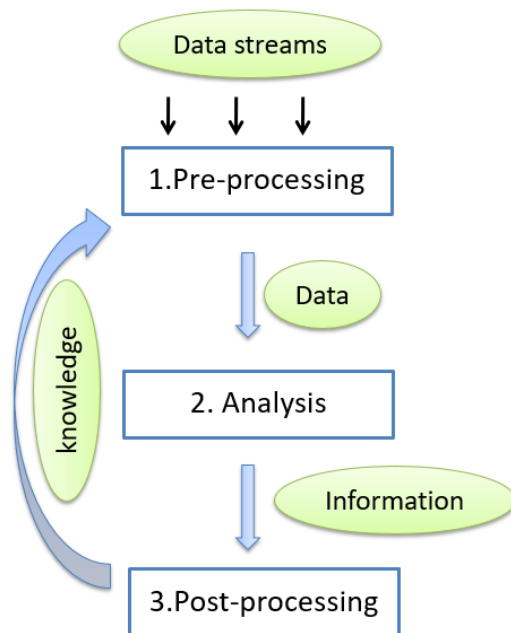 Data streams
1.Pre-processing
Data
knowledge
2. Analysis
Information
3.Post-processing